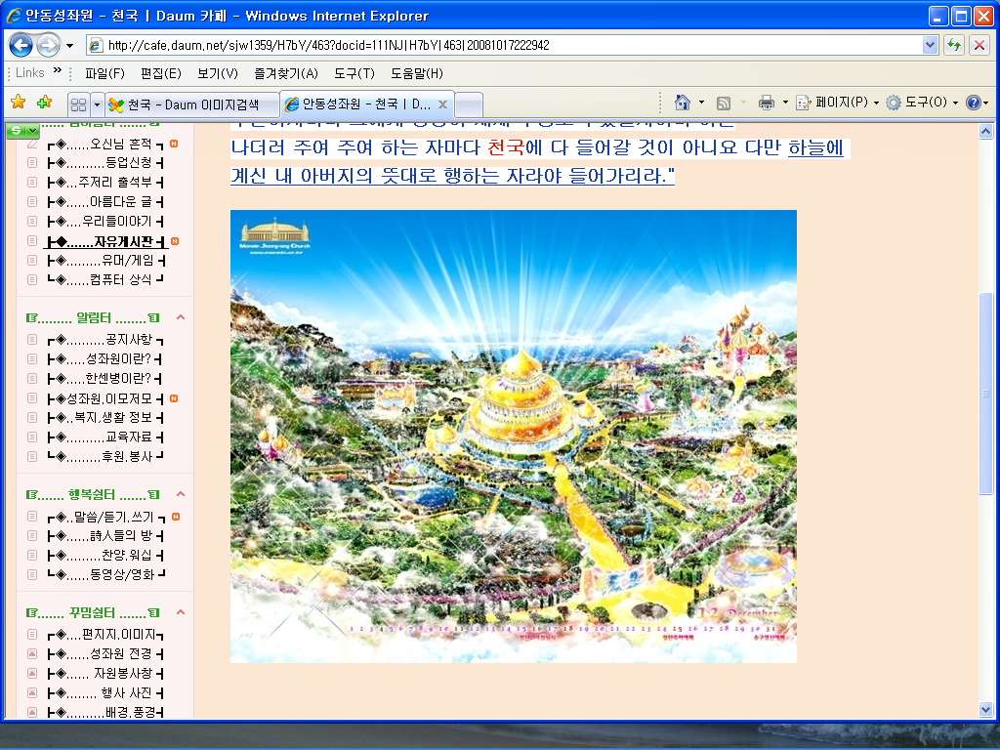 안동성좌원 - 천국 | Daum 카페 - Windows Internet Explorer
http://cafe.daum.net/sjw1359/H7bY/463?docid=111NJ|H7bY|463|20081017222942
Links » 파일(F) 편집(E) 보기(V) 즐겨찾기(A) 도구(T) 도움말(H)
천국 - Daum 이미지검색 안동성좌원 - 천국 | D... 페이지(P) 도구(O)
나더러 주여 주여 하는 자마다 천국에 다 들어갈 것이 아니요 다만 하늘에
계신 내 아버지의 뜻대로 행하는 자라야 들어가리라."
┏◈......오신님 흔적 ┓ N
┣◈..........등업신청 ┫
┣◈...주저리 출석부 ┫
┣◈......아름다운 글 ┫
┣◈....우리들이야기 ┫
┣◈.......자유게시판 ┫ N
┣◈.........유머/게임 ┫
┗◈......컴퓨터 상식 ┛
☞......... 알림터 ........☜
┏◈..........공지사항 ┓
┣◈.....성좌원이란? ┫
┣◈.....한센병이란? ┫
┣◈성좌원.이모저모 ┫ N
┣◈..복지.생활 정보 ┫
┣◈..........교육자료 ┫
┗◈.........후원.봉사 ┛
☞....... 행복쉼터 .......☜
┏◈..말씀/듣기.쓰기 ┓ N
┣◈......詩人들의 방 ┫
┣◈.........찬양.워십 ┫
┗◈......동영상/영화 ┛
☞....... 꾸밈쉼터 .......☜
┏◈....편지지.이미지┓
┣◈......성좌원 전경 ┫
┣◈...... 자원봉사창 ┫
┣◈........ 행사 사진 ┫
┣◈..........배경.풍경┫
Manmin Joong-ang Church
www.manmin.or.kr
12 December
1 2 3 4 5 6 7 8 9 10 11 12 13 14 15 16 17 18 19 20 21 22 23 24 25 26 27 28 29 30 31